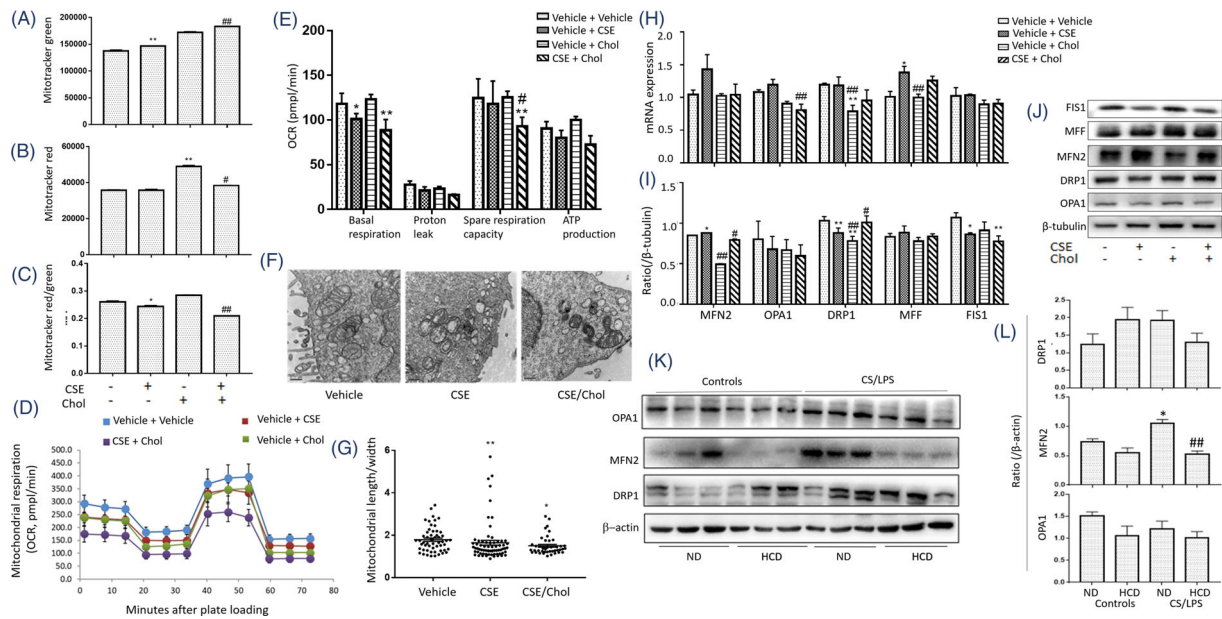 (A)
Mitotracker green
200000
150000
100000
50000
0
**
##
(B)
Mitotracker red
60000
40000
20000
0
**
#
(C)
Mitotracker red/green
0.4
0.3
0.2
0.1
0.0
*
##
CSE - + - +
Chol - - + +
(D)
Vehicle + Vehicle
Vehicle + CSE
CSE + Chol
Vehicle + Chol
Mitochondrial respiration
(OCR, pmpl/min)
500.0
450.0
400.0
350.0
300.0
250.0
200.0
150.0
100.0
50.0
0.0
0 10 20 30 40 50 60 70 80
Minutes after plate loading
(E)
Vehicle + Vehicle
Vehicle + CSE
Vehicle + Chol
CSE + Chol
OCR (pmpl/min)
200
150
100
50
0
*
**
#
**
Basal
respiration
Proton
leak
Spare respiration
capacity
ATP
production
(F)
Vehicle
CSE
CSE/Chol
(G)
Mitochondrial length/width
6
4
2
0
**
*
Vehicle
CSE
CSE/Chol
(H)
Vehicle + Vehicle
Vehicle + CSE
Vehicle + Chol
CSE + Chol
mRNA expression
2.0
1.5
1.0
0.5
0.0
##
##
**
*
##
(I)
Ratio(/β-tubulin)
1.5
1.0
0.5
0.0
*
##
#
**
##
**
#
*
**
MFN2 OPA1 DRP1 MFF FIS1
(J)
FIS1
MFF
MFN2
DRP1
OPA1
β-tubulin
CSE - + - +
Chol - - + +
(K)
Controls CS/LPS
OPA1
MFN2
DRP1
β-actin
ND HCD ND HCD
(L)
Ratio (/β-actin)
DRP1
MFN2
*
##
OPA1
ND HCD ND HCD
Controls CS/LPS